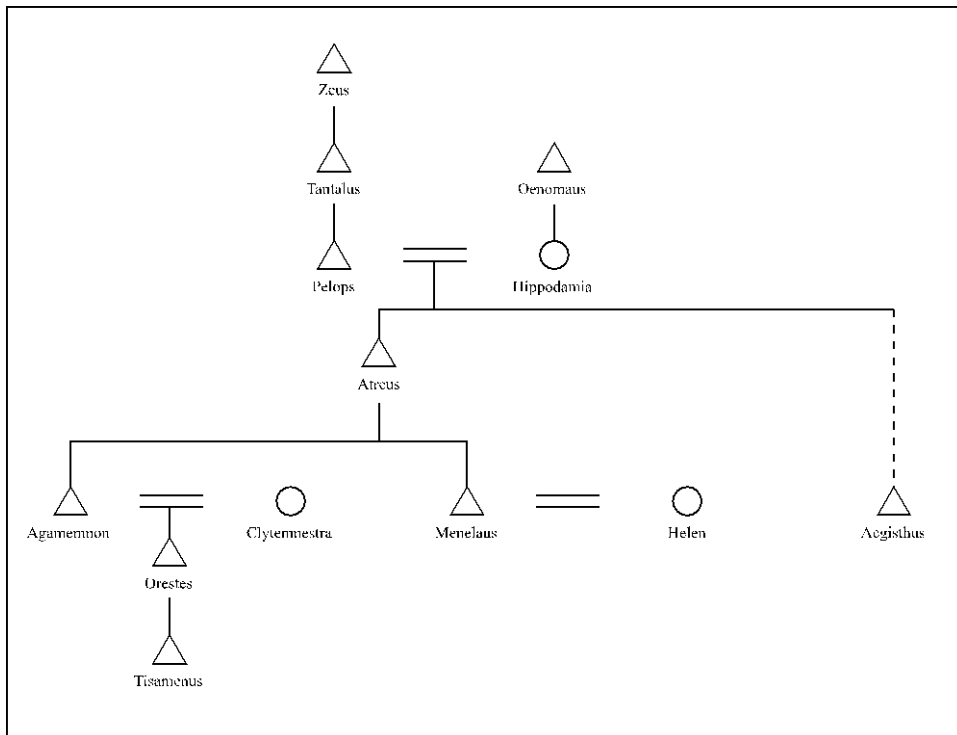 Zeus
Tantalus
Oenomaus
Pelops
Hippodamia
Atreus
Agamemnon
Clytemnestra
Menelaus
Helen
Aegisthus
Orestes
Tisamenus